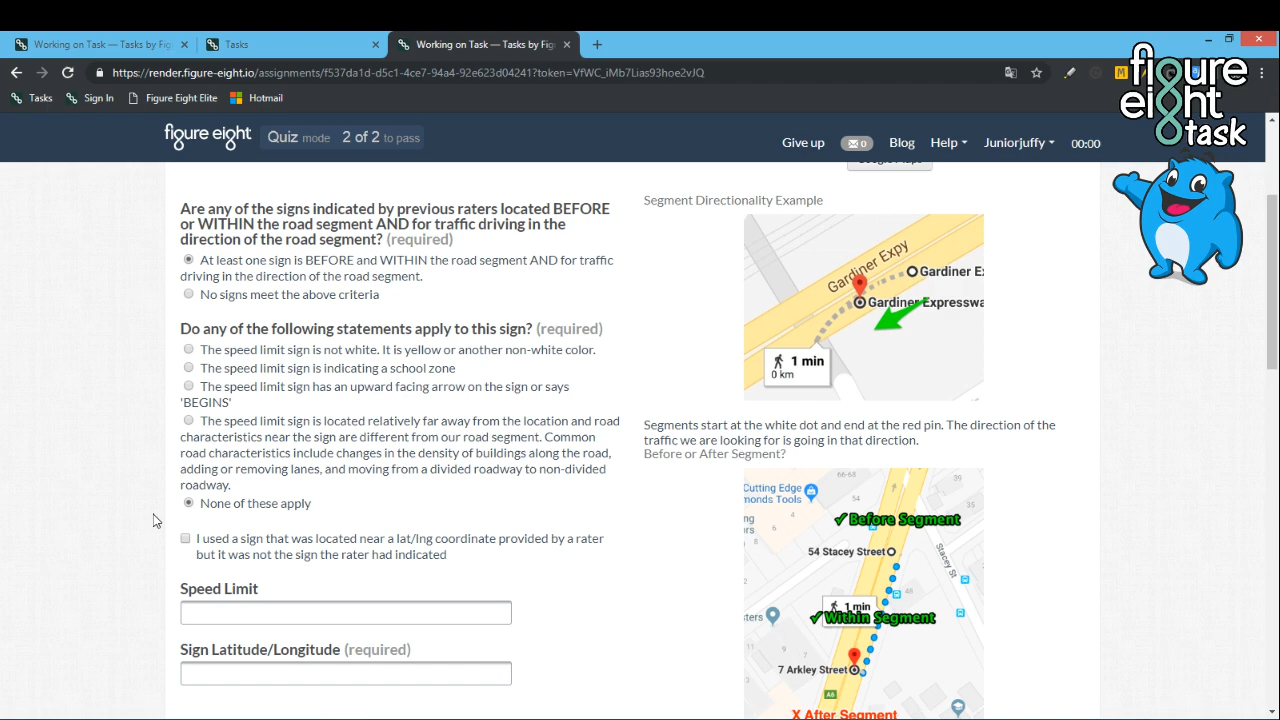 Working on Task — Tasks by Fig
Tasks
Working on Task — Tasks by Fig
https://render.figure-eight.io/assignments/f537da1d-d5c1-4ce7-94a4-92e623d04241?token=VfWC_iMb7Lias93hoe2vJQ
Tasks
Sign In
Figure Eight Elite
Hotmail
figure
eight
task
figure eight
Quiz mode
2 of 2 to pass
Give up
0
Blog
Help
Juniorjuffy
00:00
Are any of the signs indicated by previous raters located BEFORE
or WITHIN the road segment AND for traffic driving in the
direction of the road segment? (required)
At least one sign is BEFORE and WITHIN the road segment AND for traffic
driving in the direction of the road segment.
No signs meet the above criteria
Do any of the following statements apply to this sign? (required)
The speed limit sign is not white. It is yellow or another non-white color.
The speed limit sign is indicating a school zone
The speed limit sign has an upward facing arrow on the sign or says
'BEGINS'
The speed limit sign is located relatively far away from the location and road
characteristics near the sign are different from our road segment. Common
road characteristics include changes in the density of buildings along the road,
adding or removing lanes, and moving from a divided roadway to non-divided
roadway.
None of these apply
I used a sign that was located near a lat/lng coordinate provided by a rater
but it was not the sign the rater had indicated
Speed Limit
Sign Latitude/Longitude (required)
Segment Directionality Example
Gardiner Expy
Gardiner E
Gardiner Expresswa
1 min
0 km
Segments start at the white dot and end at the red pin. The direction of the
traffic we are looking for is going in that direction.
Before or After Segment?
66-68
Cutting Edge
monds Tools
35
✓ Before Segment
54 Stacey Street
Stacey St
48
1 min
✓ Within Segment
7 Arkley Street
A6
X After Segment